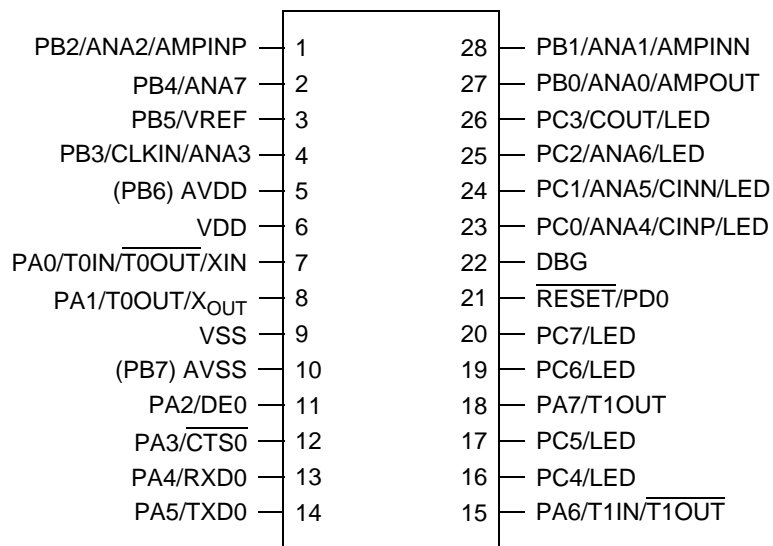 PB2/ANA2/AMPINP 1 28 PB1/ANA1/AMPINN
PB4/ANA7 2 27 PB0/ANA0/AMPOUT
PB5/VREF 3 26 PC3/COUT/LED
PB3/CLKIN/ANA3 4 25 PC2/ANA6/LED
(PB6) AVDD 5 24 PC1/ANA5/CINN/LED
VDD 6 23 PC0/ANA4/CINP/LED
PA0/T0IN/T0OUT/XIN 7 22 DBG
PA1/T0OUT/XOUT 8 21 RESET/PD0
VSS 9 20 PC7/LED
(PB7) AVSS 10 19 PC6/LED
PA2/DE0 11 18 PA7/T1OUT
PA3/CTS0 12 17 PC5/LED
PA4/RXD0 13 16 PC4/LED
PA5/TXD0 14 15 PA6/T1IN/T1OUT